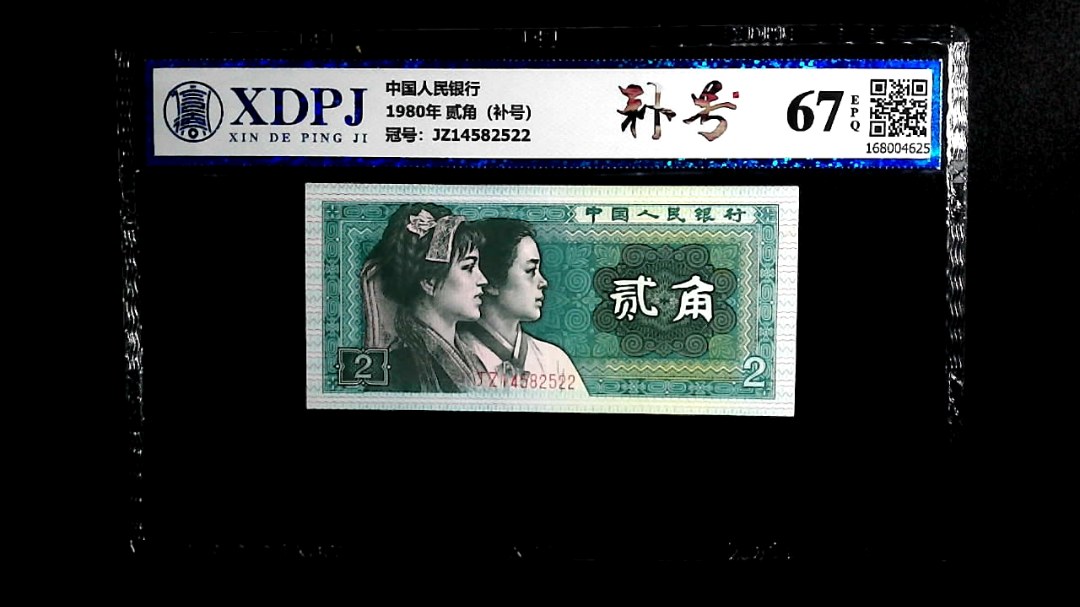 XDPJ
XIN DE PING JI
中国人民银行
1980年 贰角 (补号)
冠号: JZ14582522
补号
67
EPQ
168004625
中国人民银行
贰角
2
2
JZ14582522